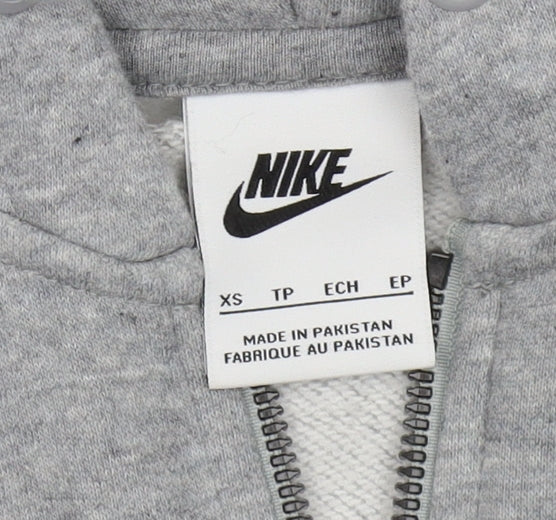 NIKE
XS TP ECH EP
MADE IN PAKISTAN
FABRIQUE AU PAKISTAN